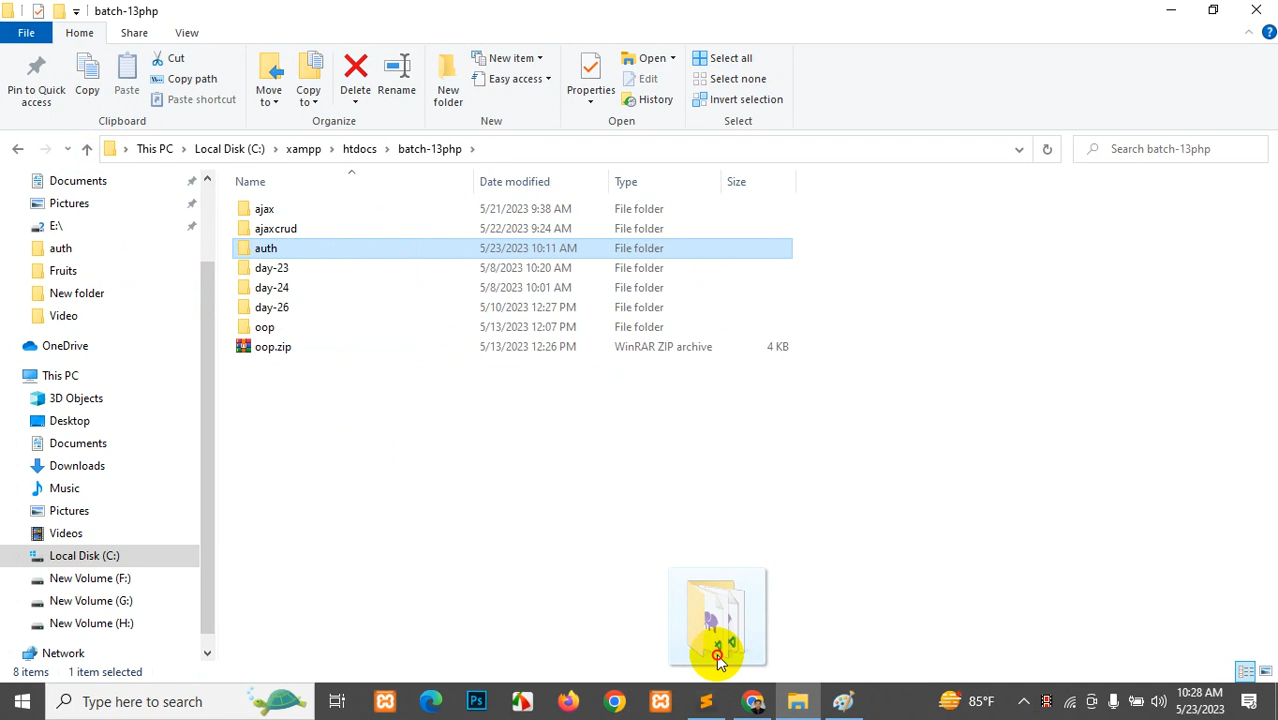 batch-13php
File Home Share View
Pin to Quick access
Copy
Paste
Cut
Copy path
Paste shortcut
Clipboard
Move to
Copy to
Delete
Rename
Organize
New folder
New item
Easy access
New
Properties
Open
Edit
History
Open
Select all
Select none
Invert selection
Select
This PC Local Disk (C:) xampp htdocs batch-13php
Search batch-13php
Documents
Pictures
E:\
auth
Fruits
New folder
Video
OneDrive
This PC
3D Objects
Desktop
Documents
Downloads
Music
Pictures
Videos
Local Disk (C:)
New Volume (F:)
New Volume (G:)
New Volume (H:)
Network
Name Date modified Type Size
ajax 5/21/2023 9:38 AM File folder
ajaxcrud 5/22/2023 9:24 AM File folder
auth 5/23/2023 10:11 AM File folder
day-23 5/8/2023 10:20 AM File folder
day-24 5/8/2023 10:01 AM File folder
day-26 5/10/2023 12:27 PM File folder
oop 5/13/2023 12:07 PM File folder
oop.zip 5/13/2023 12:26 PM WinRAR ZIP archive 4 KB
8 items 1 item selected
Type here to search
Ps
85°F
10:28 AM
5/23/2023